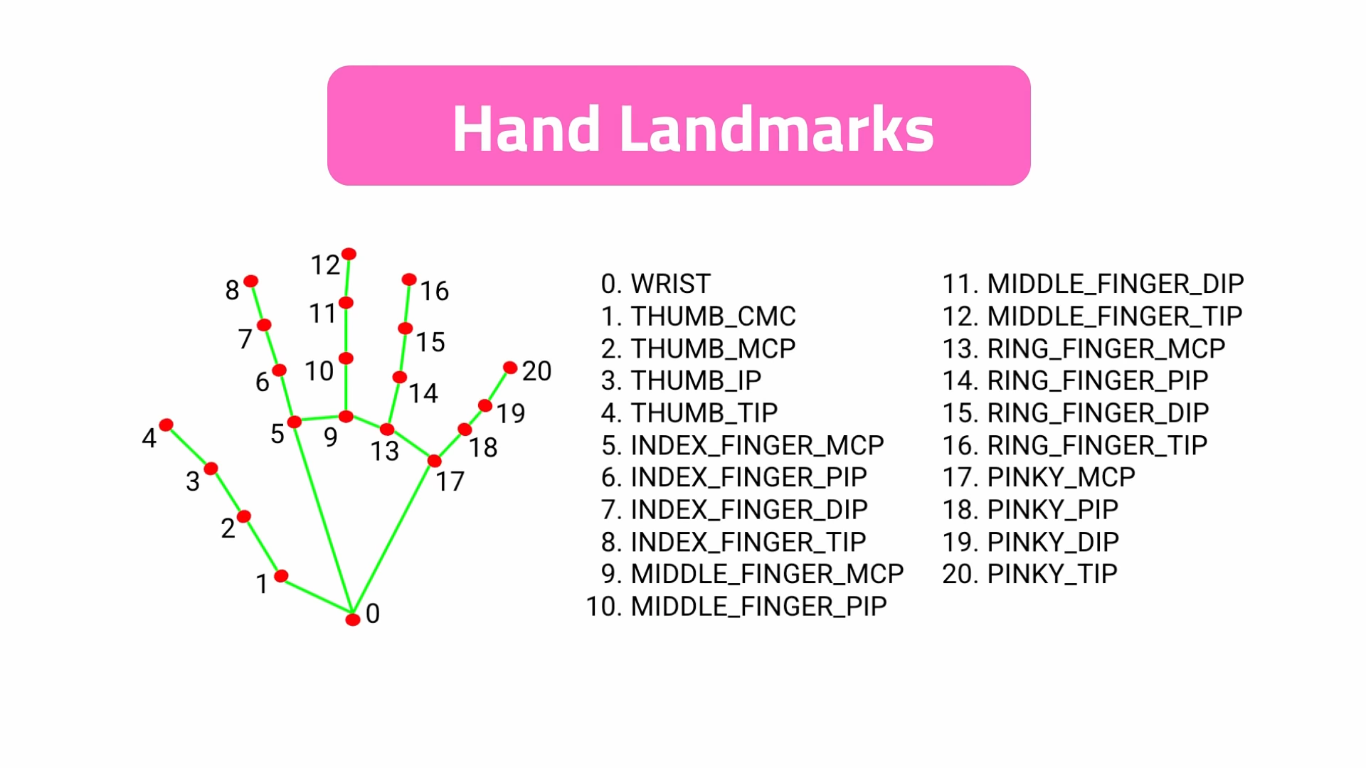 Hand Landmarks
12
8
16
11
7
15
10
20
6
14
19
4
5
9
13
18
3
17
2
1
0
0. WRIST
1. THUMB_CMC
2. THUMB_MCP
3. THUMB_IP
4. THUMB_TIP
5. INDEX_FINGER_MCP
6. INDEX_FINGER_PIP
7. INDEX_FINGER_DIP
8. INDEX_FINGER_TIP
9. MIDDLE_FINGER_MCP
10. MIDDLE_FINGER_PIP
11. MIDDLE_FINGER_DIP
12. MIDDLE_FINGER_TIP
13. RING_FINGER_MCP
14. RING_FINGER_PIP
15. RING_FINGER_DIP
16. RING_FINGER_TIP
17. PINKY_MCP
18. PINKY_PIP
19. PINKY_DIP
20. PINKY_TIP